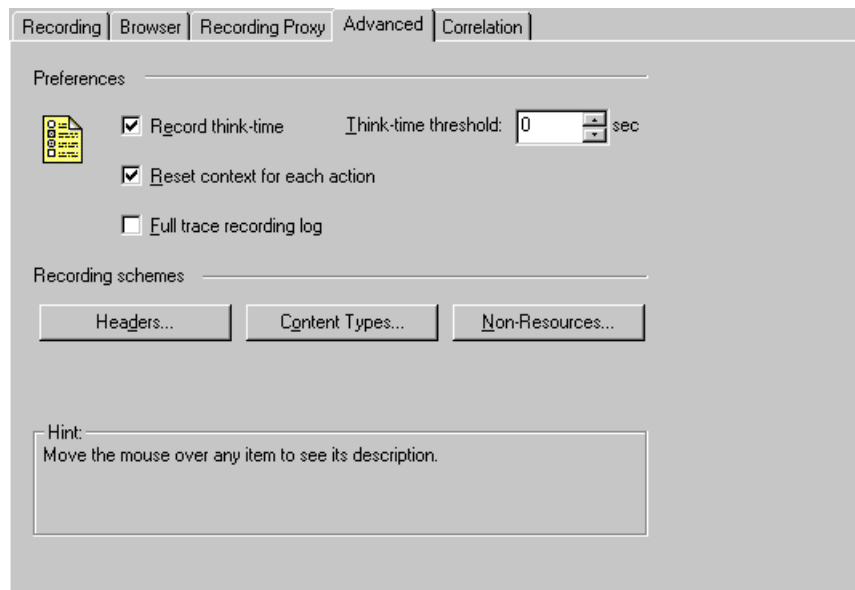 Recording Browser Recording Proxy Advanced Correlation
Preferences
Record think-time Think-time threshold: 0 sec
Reset context for each action
Full trace recording log
Recording schemes
Headers... Content Types... Non-Resources...
Hint:
Move the mouse over any item to see its description.